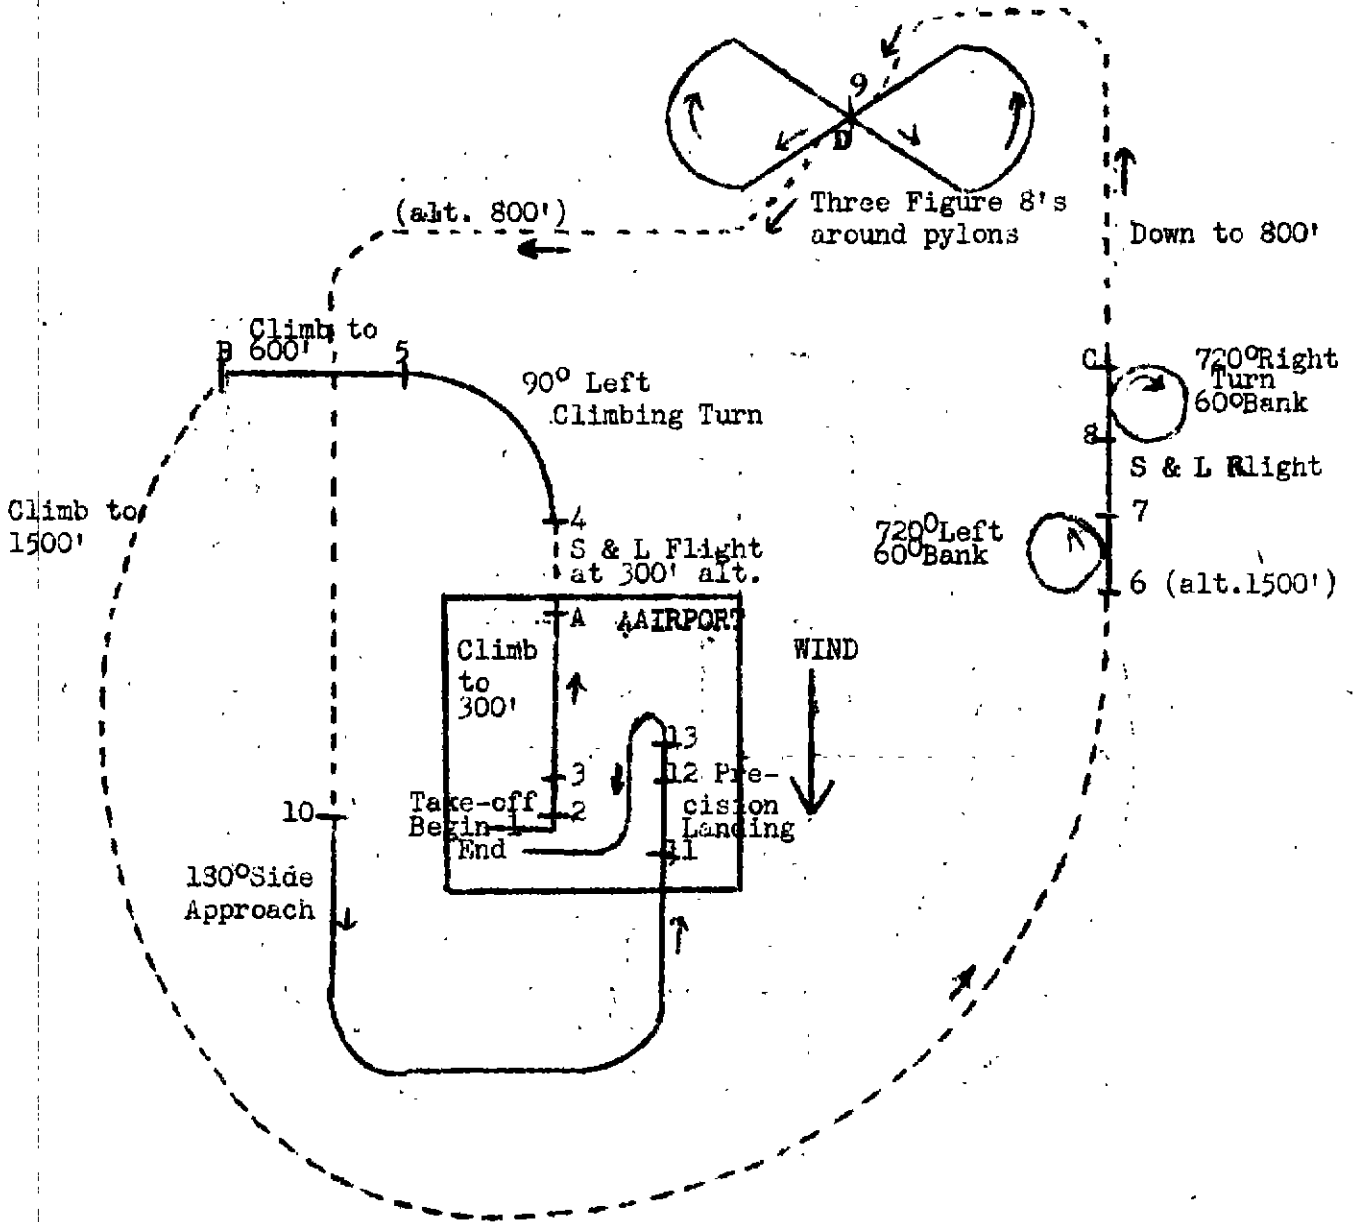 9
D
Three Figure 8's
around pylons
(alt. 800')
Down to 800'
Climb to
600'
B
5
90° Left
Climbing Turn
C
720°Right
Turn
60°Bank
8
S & L Rlight
7
720°Left
60°Bank
6 (alt.1500')
Climb to
1500'
4
S & L Flight
at 300' alt.
A
AAIRPORT
Climb
to
300'
WIND
13
3
12 Pre-
cision
Landing
Take-off
2
Begin 1
End
11
10
180°Side
Approach